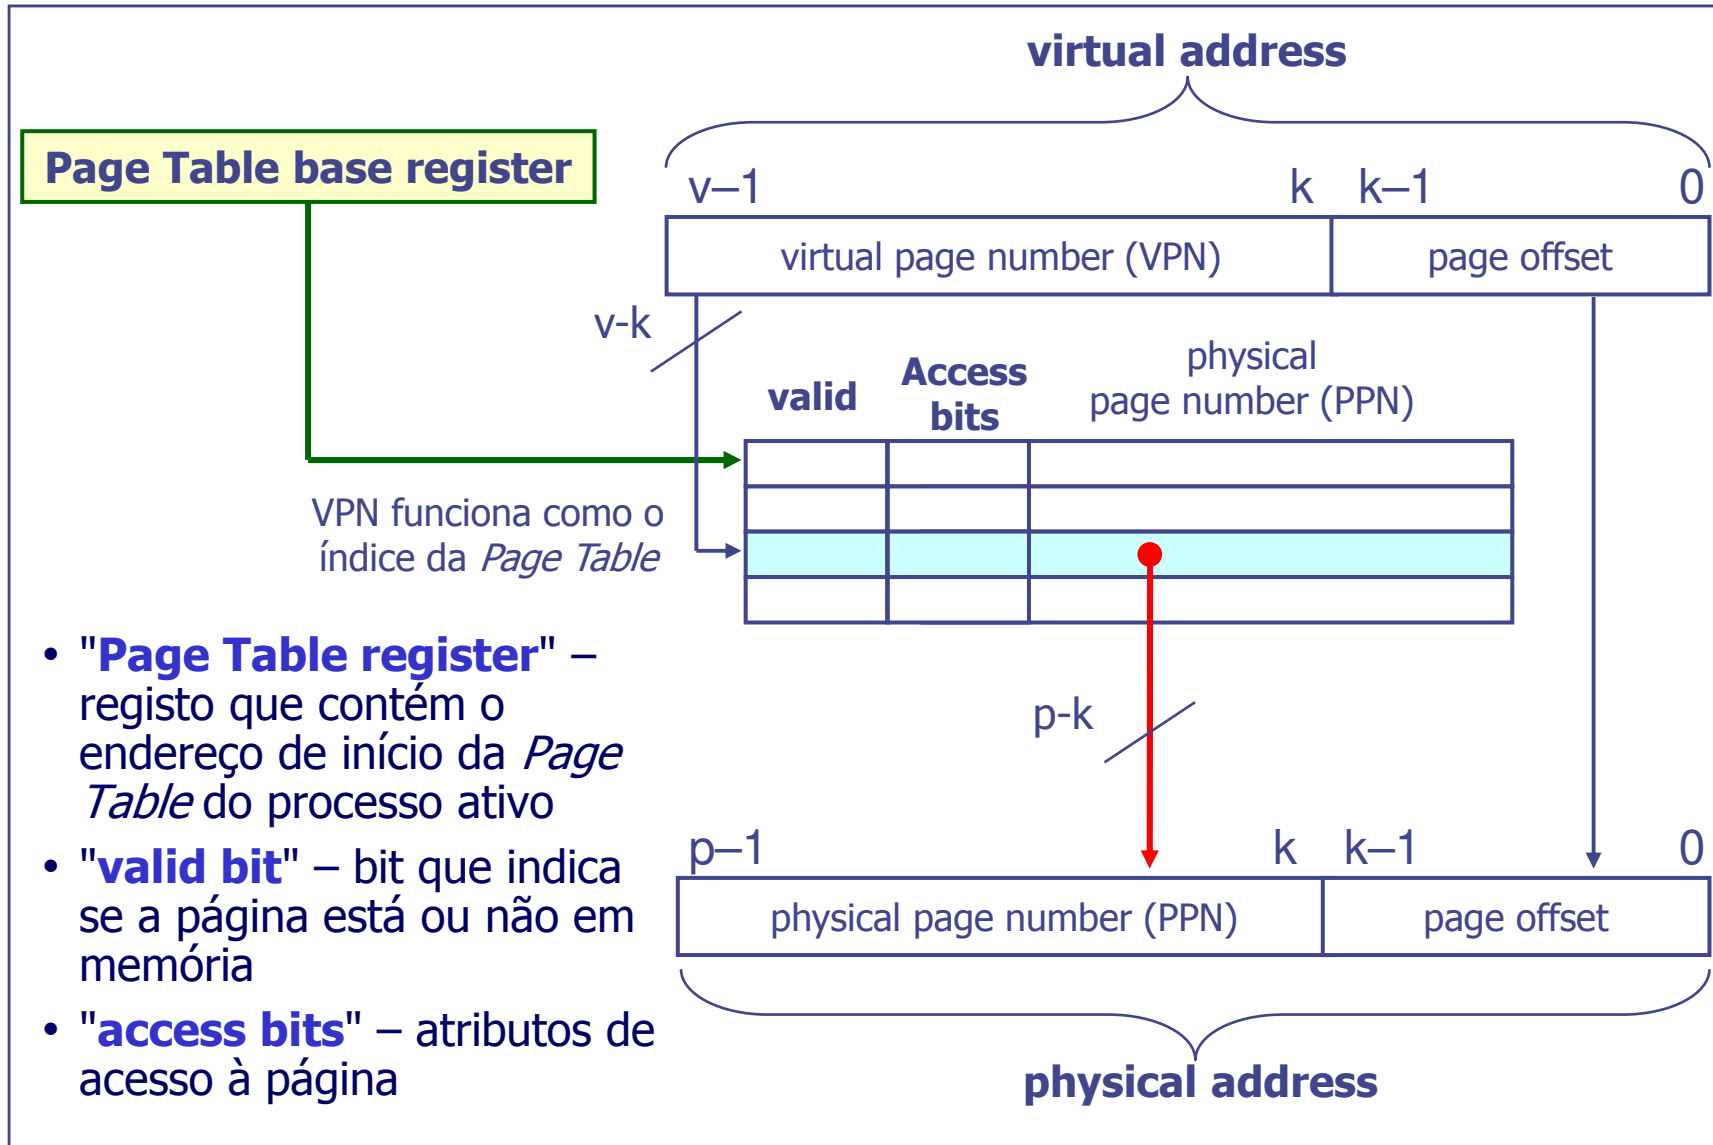 virtual address
Page Table base register
v–1
k
k–1
0
virtual page number (VPN)
page offset
v-k
valid
Access
bits
physical
page number (PPN)
VPN funciona como o
índice da Page Table
• "Page Table register" –
registo que contém o
endereço de início da Page
Table do processo ativo
• "valid bit" – bit que indica
se a página está ou não em
memória
• "access bits" – atributos de
acesso à página
p-k
p–1
k
k–1
0
physical page number (PPN)
page offset
physical address